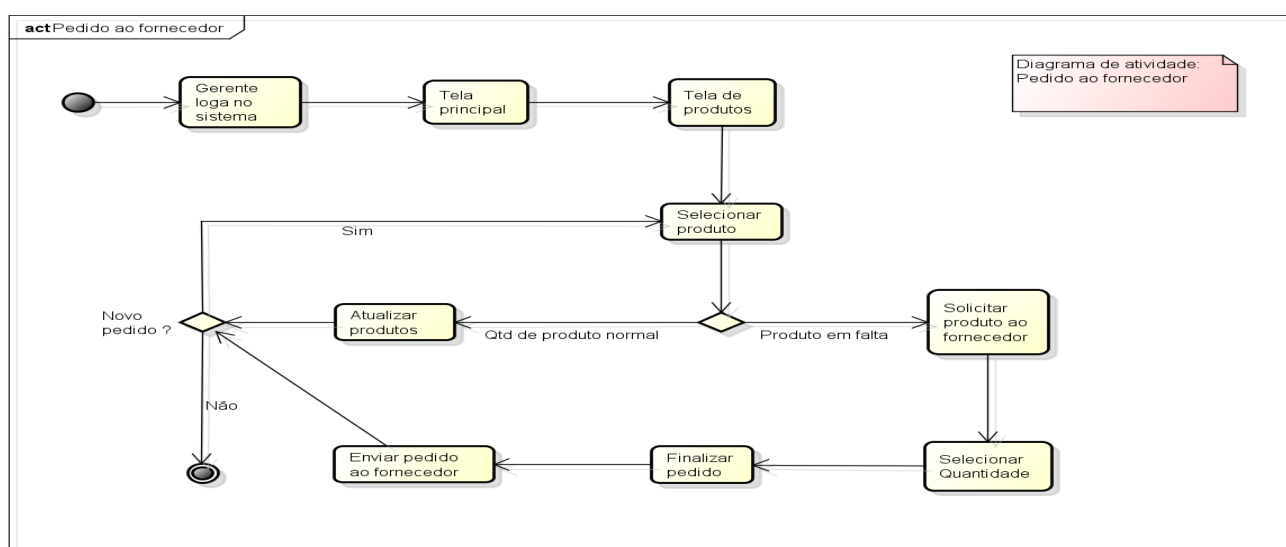 act Pedido ao fornecedor
Diagrama de atividade:
Pedido ao fornecedor
Gerente
loga no
sistema
Tela
principal
Tela de
produtos
Selecionar
produto
Sim
Novo
pedido ?
Atualizar
produtos
Qtd de produto normal
Produto em falta
Solicitar
produto ao
fornecedor
Não
Enviar pedido
ao fornecedor
Finalizar
pedido
Selecionar
Quantidade